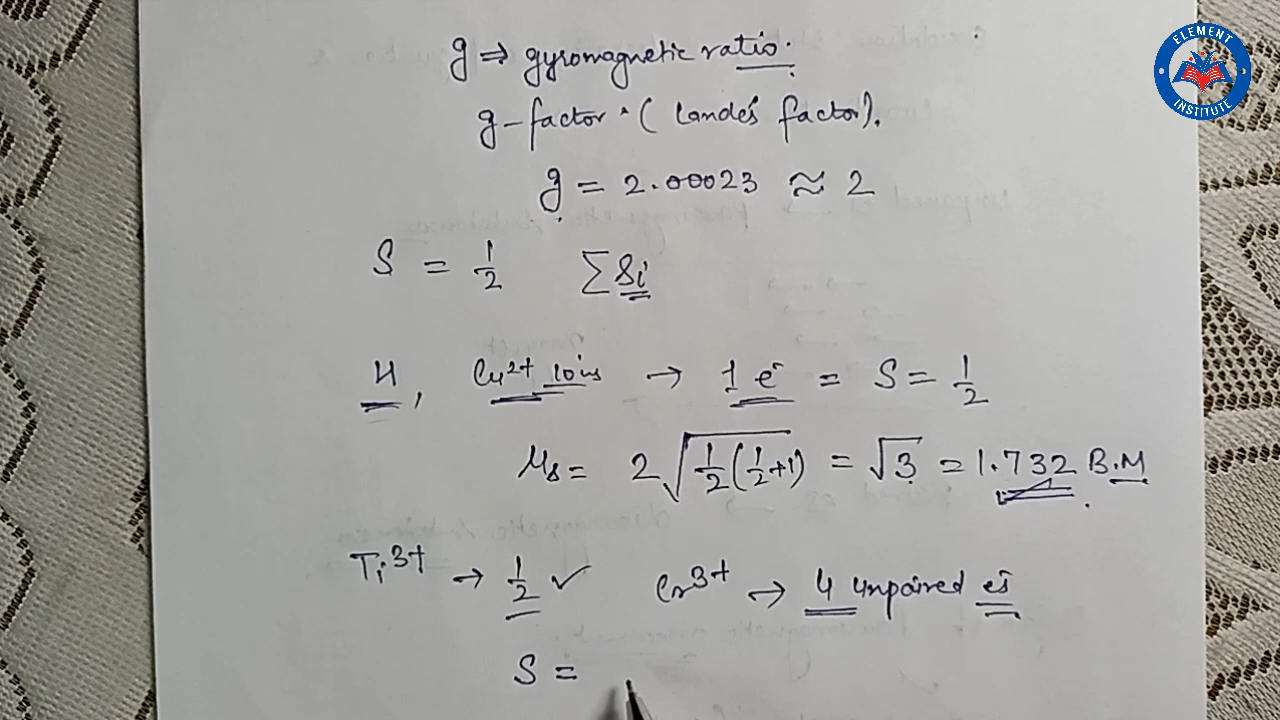 g ⇒ gyromagnetic ratio.
g-factor. (Lande's factor).
g = 2.00023 ≈ 2
S = 1/2 ∑si
H, Cu²⁺ ions → 1 e⁻ = S = 1/2
μs = 2√(1/2(1/2+1)) = √3 = 1.732 B.M
Ti³⁺ → 1/2 ✓ Cr³⁺ → 4 unpaired es
S =
ELEMENT
INSTITUTE